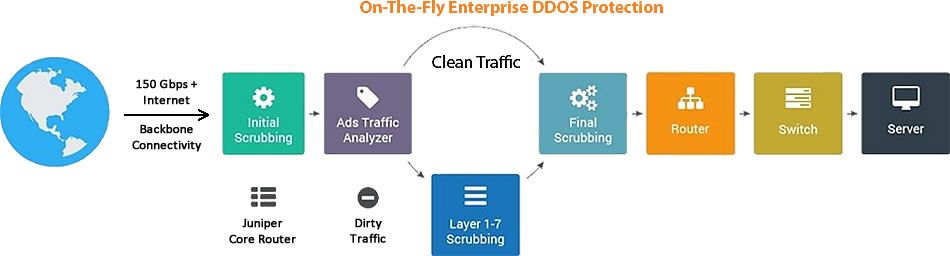 On-The-Fly Enterprise DDOS Protection
Clean Traffic
150 Gbps +
Internet
Backbone
Connectivity
Initial
Scrubbing
Ads Traffic
Analyzer
Final
Scrubbing
Router
Switch
Server
Juniper
Core Router
Dirty
Traffic
Layer 1-7
Scrubbing